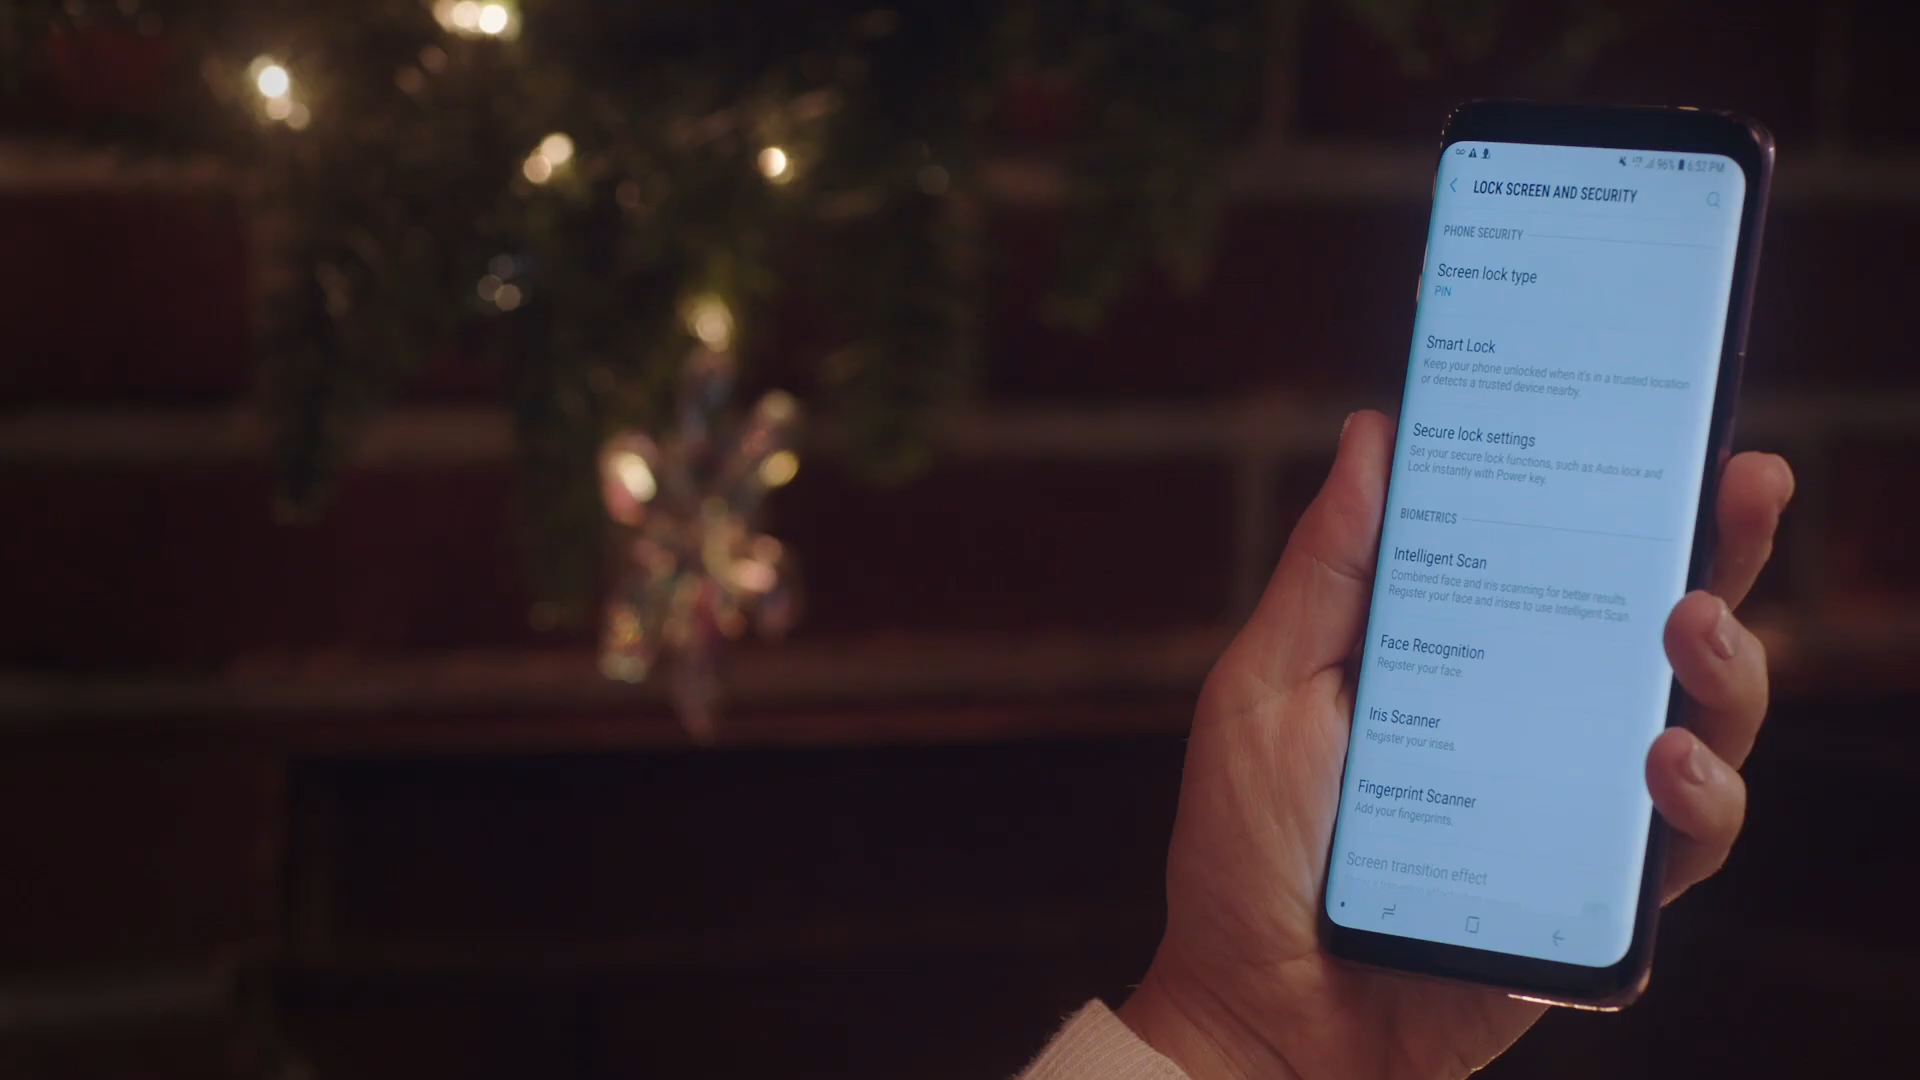 96% 6:52 PM
LOCK SCREEN AND SECURITY
PHONE SECURITY
Screen lock type
PIN
Smart Lock
Keep your phone unlocked when it's in a trusted location
or detects a trusted device nearby.
Secure lock settings
Set your secure lock functions, such as Auto lock and
Lock instantly with Power key.
BIOMETRICS
Intelligent Scan
Combined face and iris scanning for better results.
Register your face and irises to use Intelligent Scan.
Face Recognition
Register your face.
Iris Scanner
Register your irises.
Fingerprint Scanner
Add your fingerprints.
Screen transition effect